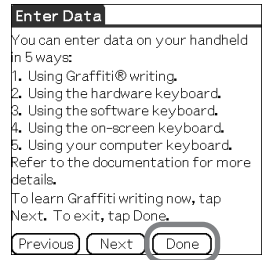 Enter Data
You can enter data on your handheld
in 5 ways:
1. Using Graffiti® writing.
2. Using the hardware keyboard.
3. Using the software keyboard.
4. Using the on-screen keyboard.
5. Using your computer keyboard.
Refer to the documentation for more
details.
To learn Graffiti writing now, tap
Next. To exit, tap Done.
Previous Next Done